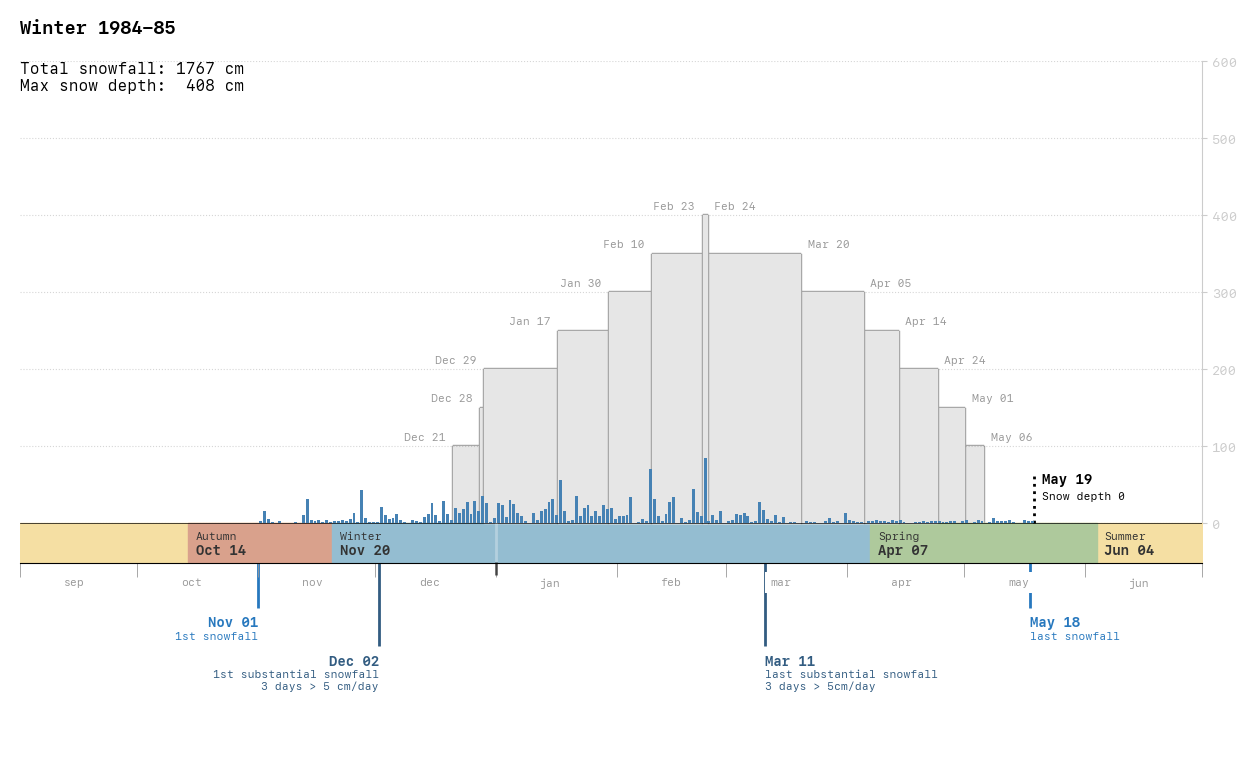 Winter 1984–85
Total snowfall: 1767 cm
Max snow depth:  408 cm
600
500
400
300
200
100
0
Feb 23
Feb 24
Feb 10
Mar 20
Jan 30
Apr 05
Jan 17
Apr 14
Dec 29
Apr 24
Dec 28
May 01
Dec 21
May 06
May 19
Snow depth 0
Autumn
Oct 14
Winter
Nov 20
Spring
Apr 07
Summer
Jun 04
sep
oct
nov
dec
jan
feb
mar
apr
may
jun
Nov 01
1st snowfall
Dec 02
1st substantial snowfall
3 days > 5 cm/day
Mar 11
last substantial snowfall
3 days > 5cm/day
May 18
last snowfall